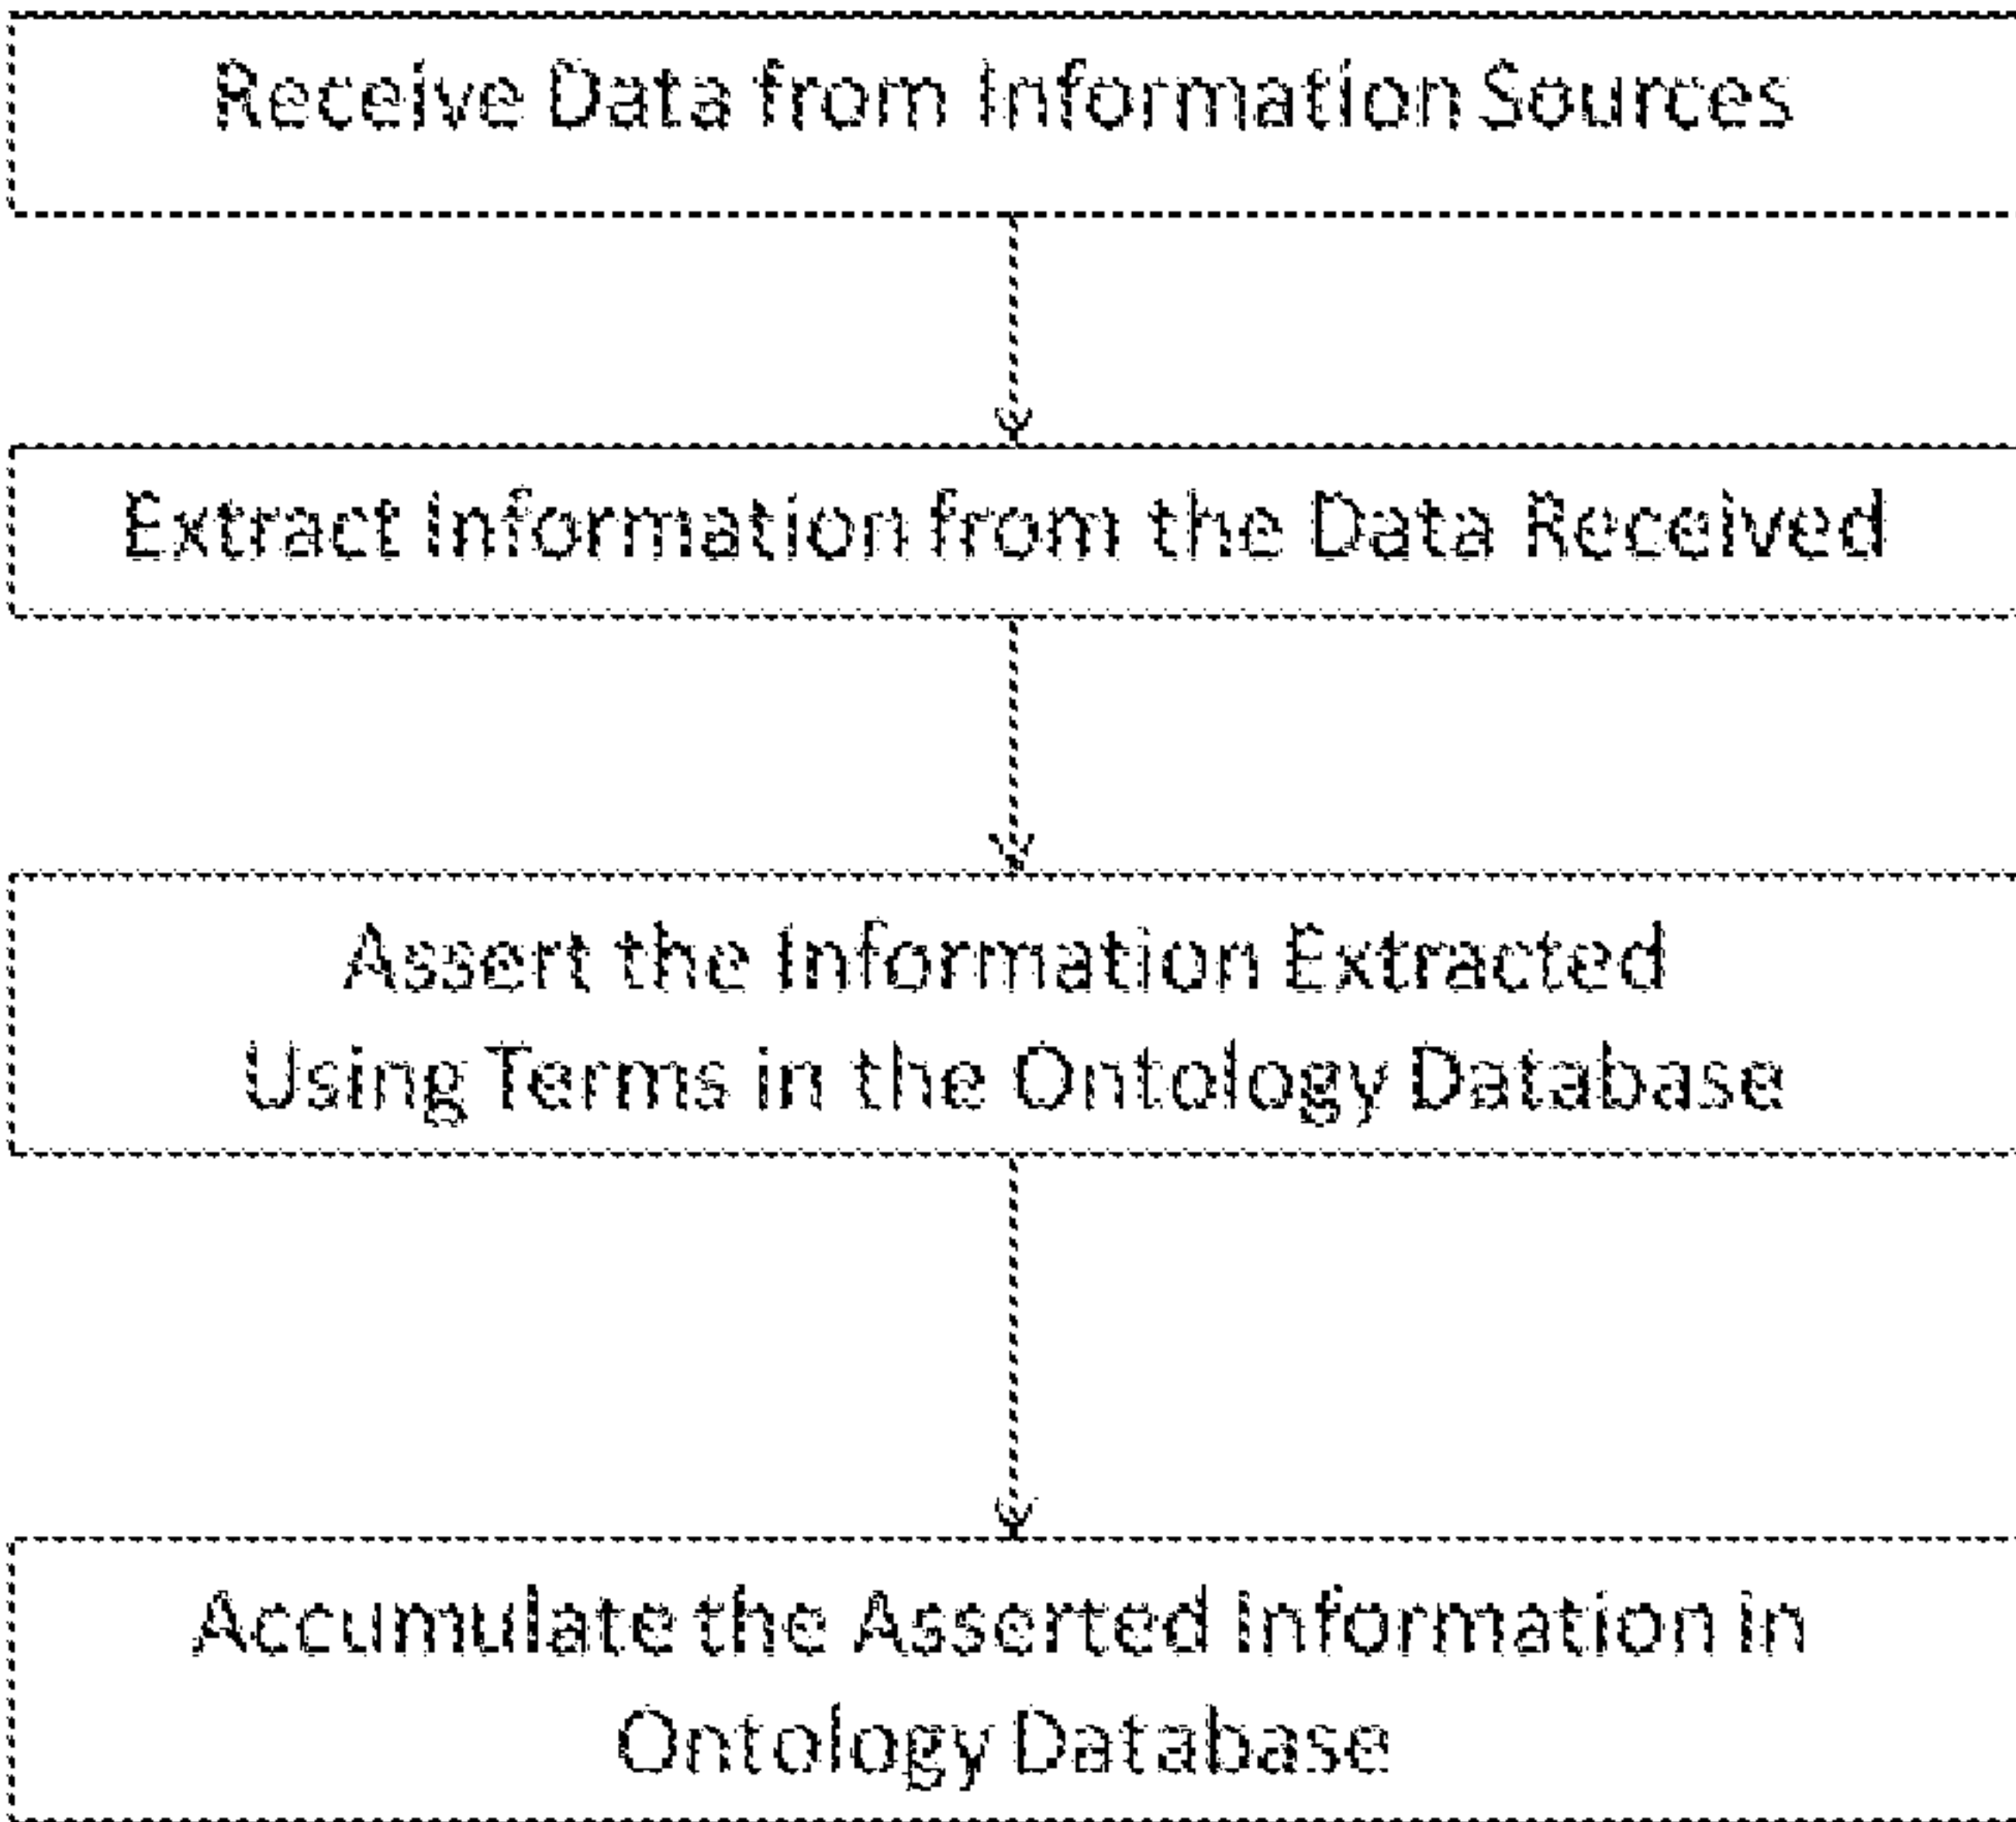 Receive Data from Information Sources
Extract Information from the Data Received
Assert the Information Extracted
Using Terms in the Ontology Database
Accumulate the Asserted Information in
Ontology Database